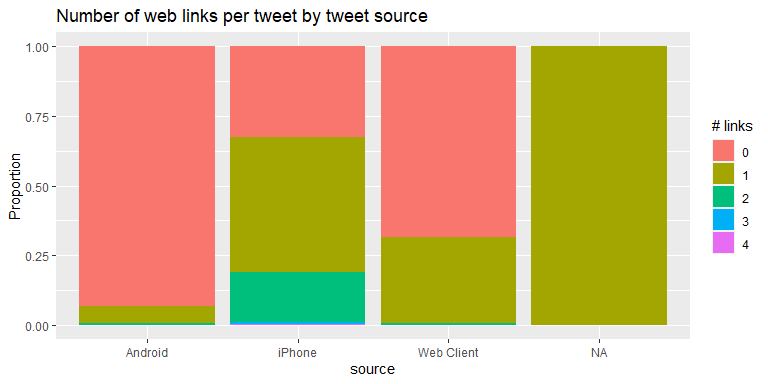 Number of web links per tweet by tweet source
1.00
0.75
0.50
0.25
0.00
Proportion
Android iPhone Web Client NA
source
# links
0
1
2
3
4